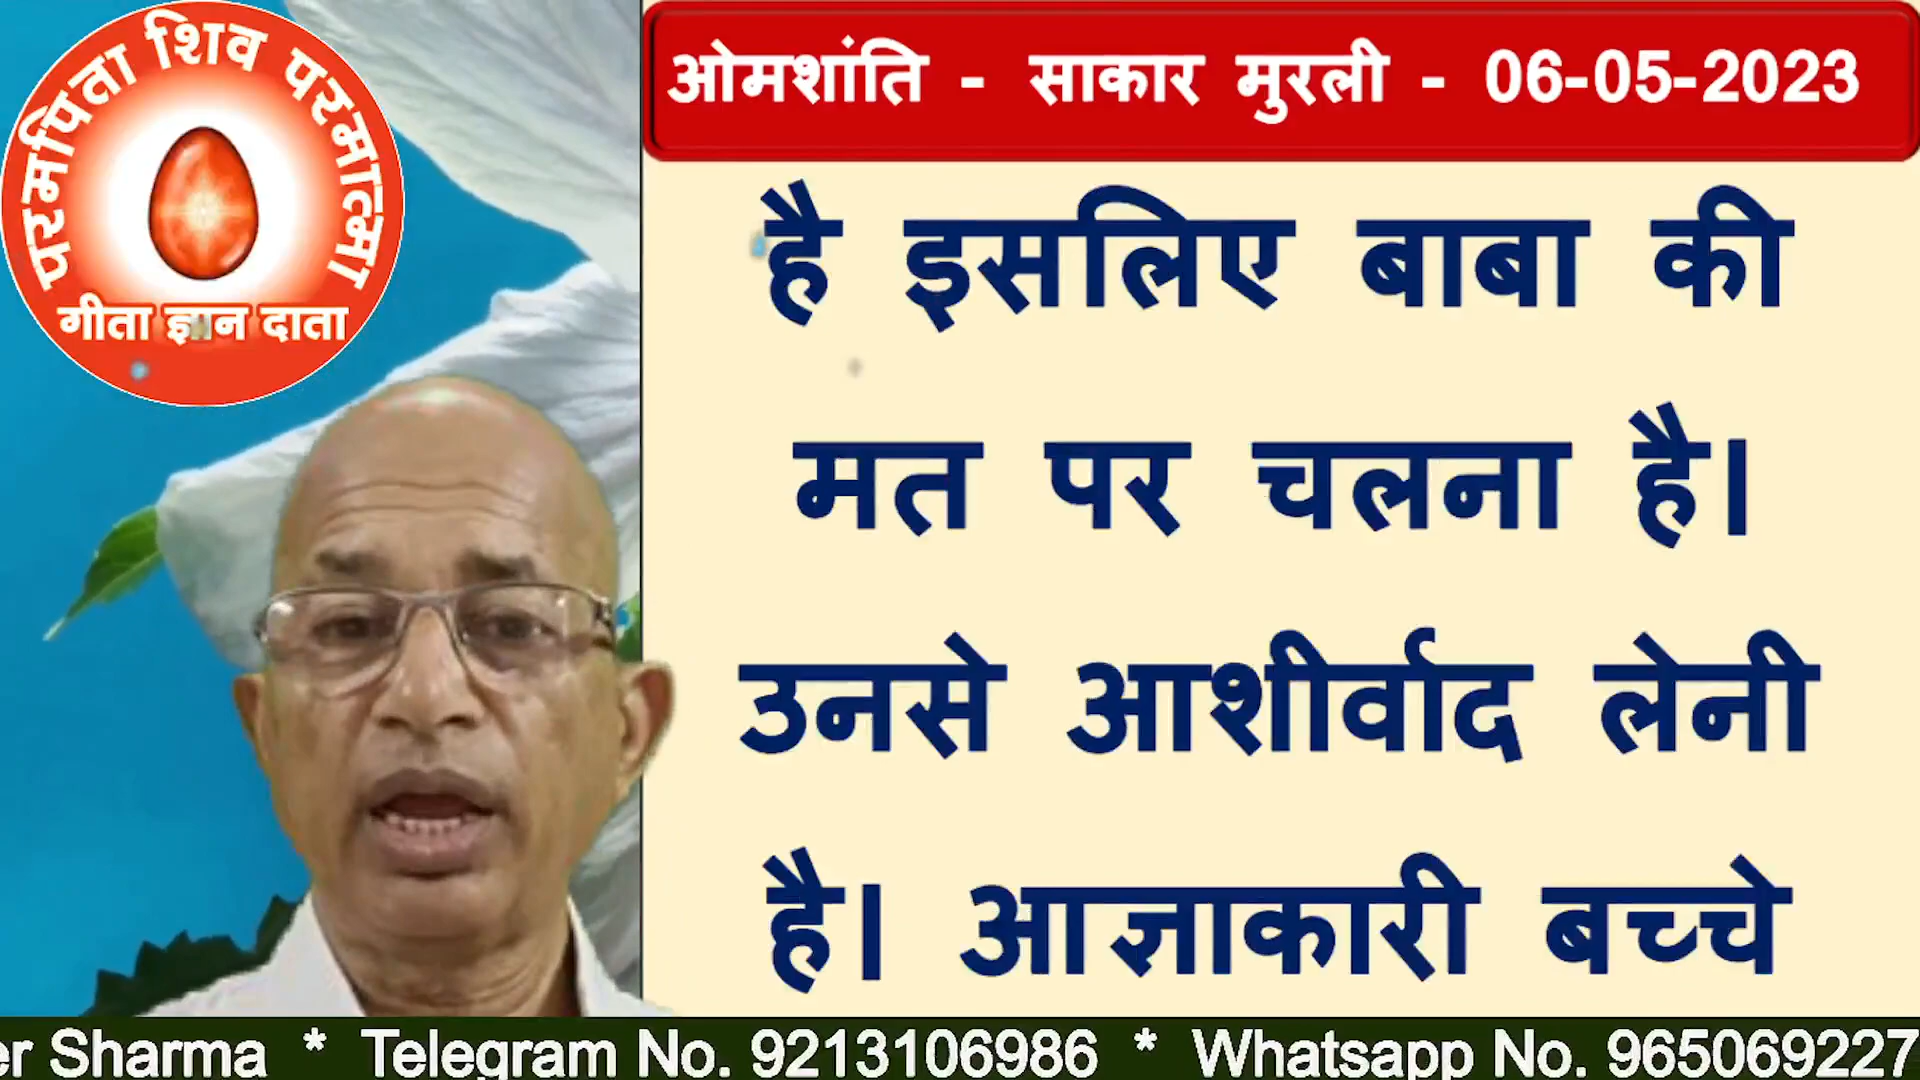 परमपिता शिव परमात्मा
गीता ज्ञान दाता
ओमशांति - साकार मुरली - 06-05-2023
है इसलिए बाबा की
मत पर चलना है।
उनसे आशीर्वाद लेनी
है। आज्ञाकारी बच्चे
er Sharma * Telegram No. 9213106986 * Whatsapp No. 965069227